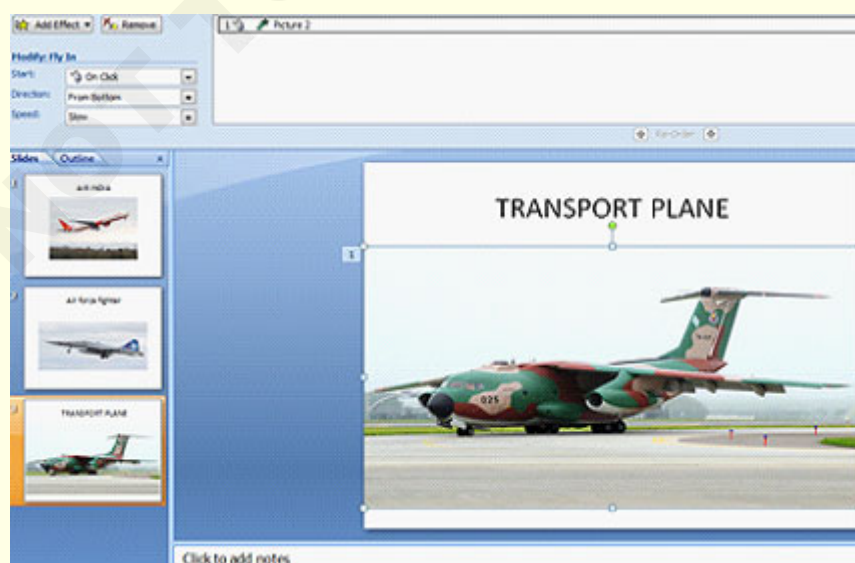 Add Effect Remove
1 Picture 2
Modify: Fly In
Start: On Click
Direction: From Bottom
Speed: Slow
Re-Order
Slides Outline x
AIR INDIA
Air force fighter
TRANSPORT PLANE
TRANSPORT PLANE
1
025
Click to add notes